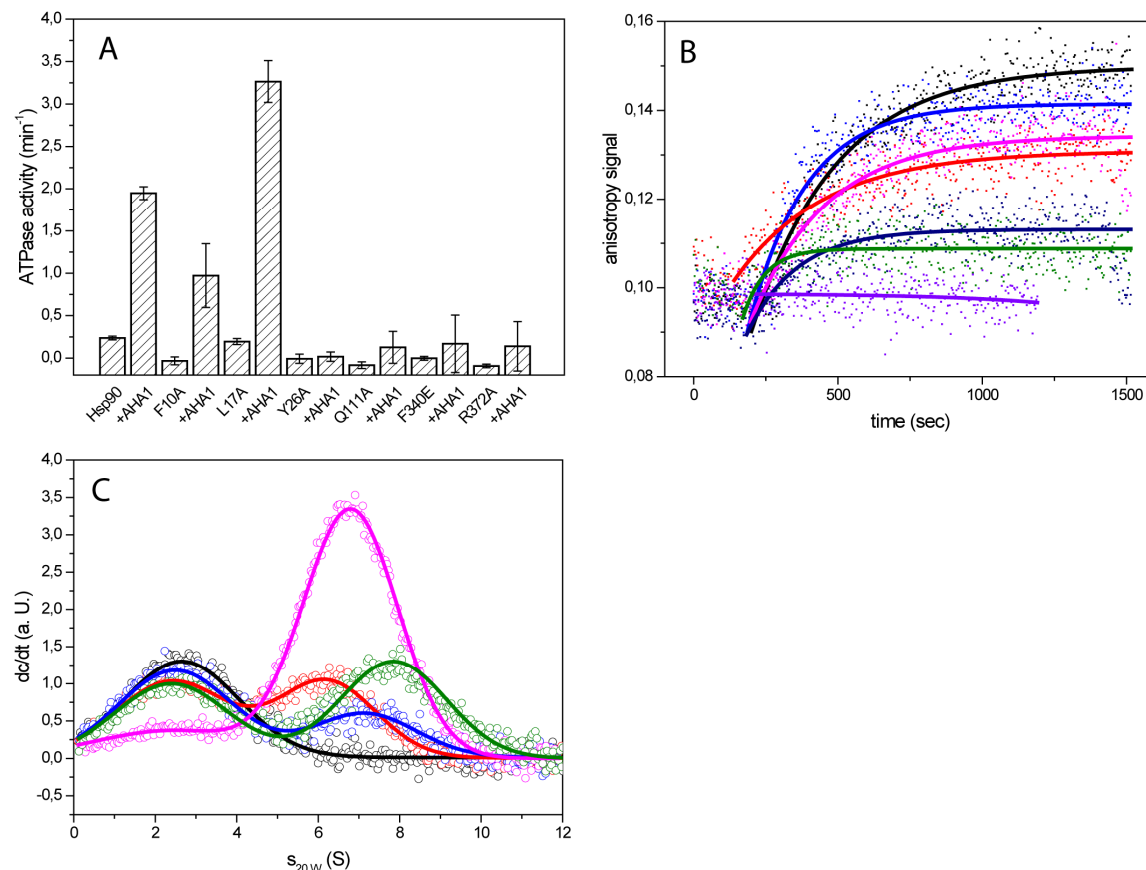 A
ATPase activity (min⁻¹)
4,0
3,5
3,0
2,5
2,0
1,5
1,0
0,5
0,0
Hsp90
+AHA1
F10A
+AHA1
L17A
+AHA1
Y26A
+AHA1
Q111A
+AHA1
F340E
+AHA1
R372A
+AHA1
B
anisotropy signal
0,16
0,14
0,12
0,10
0,08
0
500
1000
1500
time (sec)
C
dc/dt (a. U.)
4,0
3,5
3,0
2,5
2,0
1,5
1,0
0,5
0,0
-0,5
0
2
4
6
8
10
12
s20,W (S)